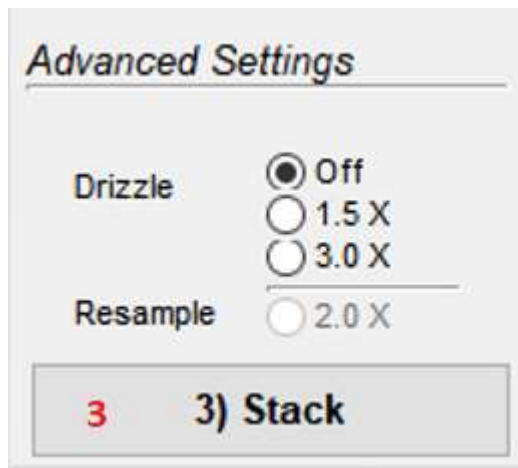 Advanced Settings
Drizzle
Off
1.5 X
3.0 X
Resample
2.0 X
3 3) Stack